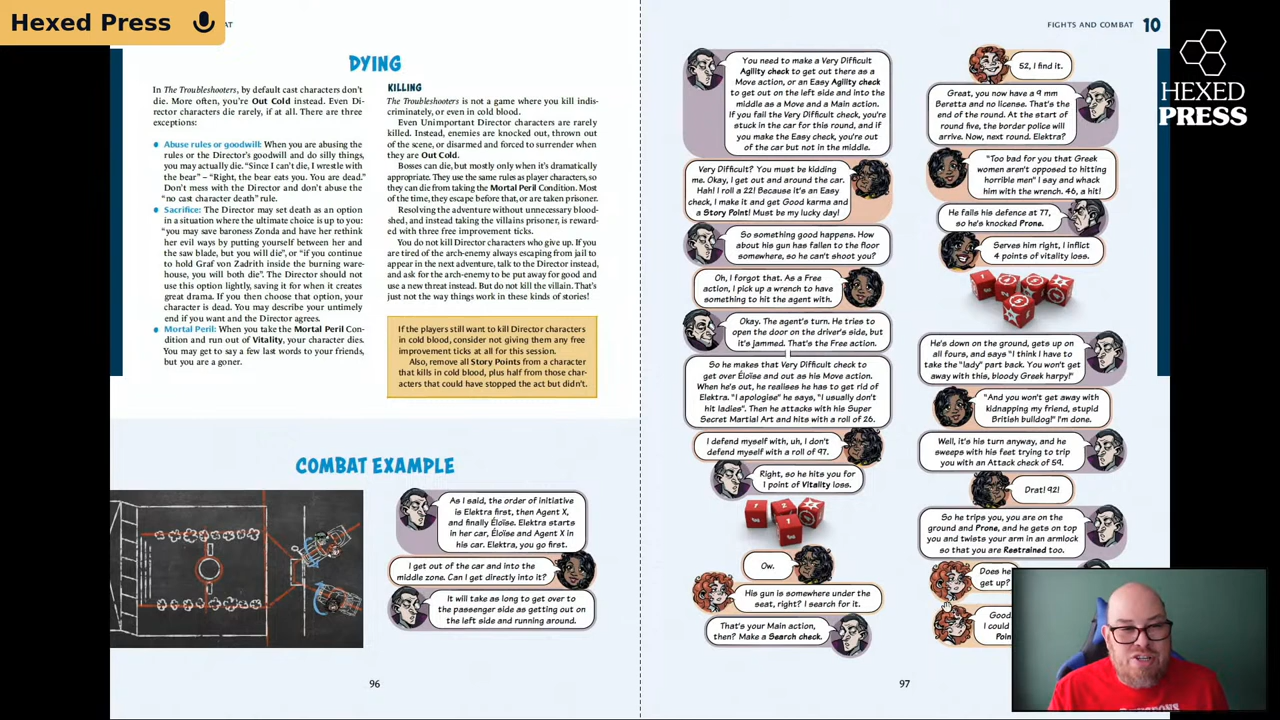 Hexed Press
AT
DYING
In The Troubleshooters, by default cast characters don't
die. More often, you're Out Cold instead. Even Di-
rector characters die rarely, if at all. There are three
exceptions:
Abuse rules or goodwill: When you are abusing the
rules or the Director's goodwill and do silly things,
you may actually die. "Since I can't die, I wrestle with
the bear" – "Right, the bear eats you. You are dead."
Don't mess with the Director and don't abuse the
"no cast character death" rule.
Sacrifice: The Director may set death as an option
in a situation where the ultimate choice is up to you:
"you may save baroness Zonda and have her rethink
her evil ways by putting yourself between her and
the saw blade, but you will die", or "if you continue
to hold Graf von Zadrith inside the burning ware-
house, you will both die". The Director should not
use this option lightly, saving it for when it creates
great drama. If you then choose that option, your
character is dead. You may describe your untimely
end if you and the Director agrees.
Mortal Peril: When you take the Mortal Peril Con-
dition and run out of Vitality, your character dies.
You may get to say a few last words to your friends,
but you are a goner.
KILLING
The Troubleshooters is not a game where you kill indis-
criminately, or even in cold blood.
Even Unimportant Director characters are rarely
killed. Instead, enemies are knocked out, thrown out
of the scene, or disarmed and forced to surrender when
they are Out Cold.
Bosses can die, but mostly only when it's dramatically
appropriate. They use the same rules as player characters, so
they can die from taking the Mortal Peril Condition. Most
of the time, they escape before that, or are taken prisoner.
Resolving the adventure without unnecessary blood-
shed, and instead taking the villains prisoner, is reward-
ed with three free improvement ticks.
You do not kill Director characters who give up. If you
are tired of the arch-enemy always escaping from jail to
appear in the next adventure, talk to the Director instead,
and ask for the arch-enemy to be put away for good and
use a new threat instead. But do not kill the villain. That's
just not the way things work in these kinds of stories!
If the players still want to kill Director characters
in cold blood, consider not giving them any free
improvement ticks at all for this session.
Also, remove all Story Points from a character
that kills in cold blood, plus half from those char-
acters that could have stopped the act but didn't.
COMBAT EXAMPLE
As I said, the order of initiative
is Elektra first, then Agent X,
and finally Éloïse. Elektra starts
in her car, Éloïse and Agent X in
his car. Elektra, you go first.
I get out of the car and into the
middle zone. Can I get directly into it?
It will take as long to get over to
the passenger side as getting out on
the left side and running around.
96
FIGHTS AND COMBAT 10
You need to make a Very Difficult
Agility check to get out there as a
Move action, or an Easy Agility check
to get out on the left side and into the
middle as a Move and a Main action.
If you fail the Very Difficult check, you're
stuck in the car for this round, and if
you make the Easy check, you're out
of the car but not in the middle.
Very Difficult? You must be kidding
me. Okay, I get out and around the car.
Hah! I roll a 22! Because it's an Easy
check, I make it and get Good karma and
a Story Point! Must be my lucky day!
So something good happens. How
about his gun has fallen to the floor
somewhere, so he can't shoot you?
Oh, I forgot that. As a Free
action, I pick up a wrench to have
something to hit the agent with.
Okay. The agent's turn. He tries to
open the door on the driver's side, but
it's jammed. That's the Free action.
So he makes that Very Difficult check to
get over Éloïse and out as his Move action.
When he's out, he realises he has to get rid of
Elektra. "I apologise" he says, "I usually don't
hit ladies". Then he attacks with his Super
Secret Martial Art and hits with a roll of 26.
I defend myself with, uh, I don't
defend myself with a roll of 97.
Right, so he hits you for
1 point of Vitality loss.
Ow.
His gun is somewhere under the
seat, right? I search for it.
That's your Main action,
then? Make a Search check.
52, I find it.
Great, you now have a 9 mm
Beretta and no license. That's the
end of the round. At the start of
round five, the border police will
arrive. Now, next round. Elektra?
"Too bad for you that Greek
women aren't opposed to hitting
horrible men" I say and whack
him with the wrench. 46, a hit!
He fails his defence at 77,
so he's knocked Prone.
Serves him right, I inflict
4 points of vitality loss.
He's down on the ground, gets up on
all fours, and says "I think I have to
take the "lady" part back. You won't get
away with this, bloody Greek harpy!"
"And you won't get away with
kidnapping my friend, stupid
British bulldog!" I'm done.
Well, it's his turn anyway, and he
sweeps with his feet trying to trip
you with an Attack check of 59.
Drat! 92!
So he trips you, you are on the
ground and Prone, and he gets on top
you and twists your arm in an armlock
so that you are Restrained too.
Does he
get up?
Good
I could
Poin
97
HEXED
PRESS